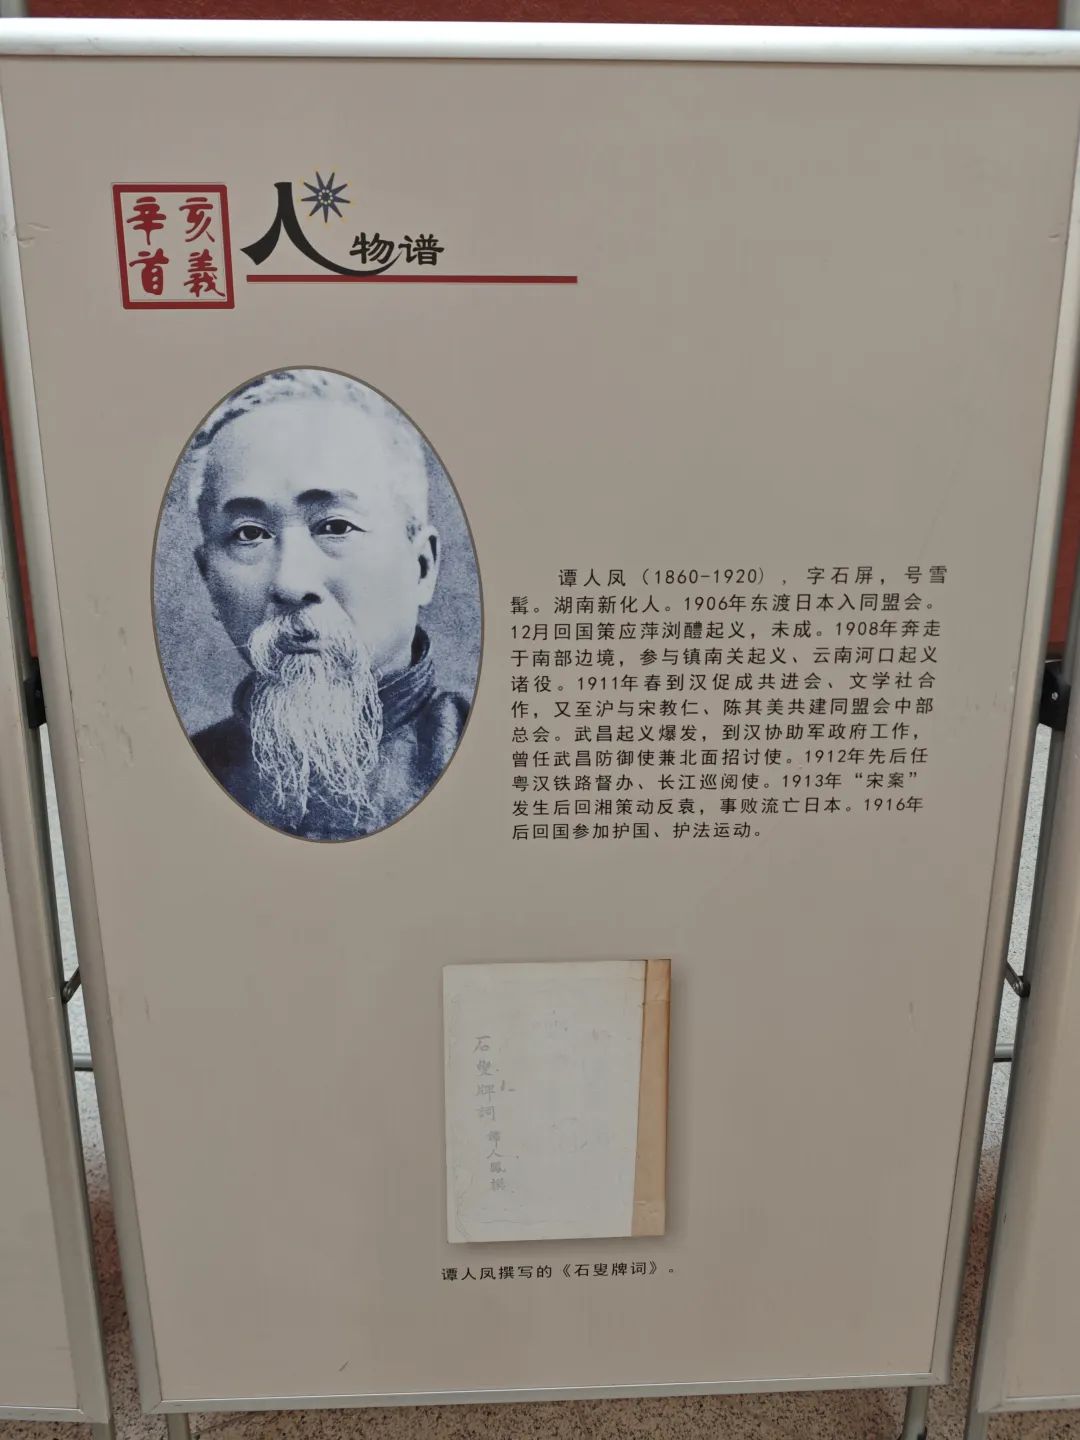 辛亥
首義
人物谱
谭人凤（1860-1920），字石屏，号雪
髯。湖南新化人。1906年东渡日本入同盟会。
12月回国策应萍浏醴起义，未成。1908年奔走
于南部边境，参与镇南关起义、云南河口起义
诸役。1911年春到汉促成共进会、文学社合
作，又至沪与宋教仁、陈其美共建同盟会中部
总会。武昌起义爆发，到汉协助军政府工作，
曾任武昌防御使兼北面招讨使。1912年先后任
粤汉铁路督办、长江巡阅使。1913年“宋案”
发生后回湘策动反袁，事败流亡日本。1916年
后回国参加护国、护法运动。
石叟牌詞
譚人鳳撰
谭人凤撰写的《石叟牌词》。